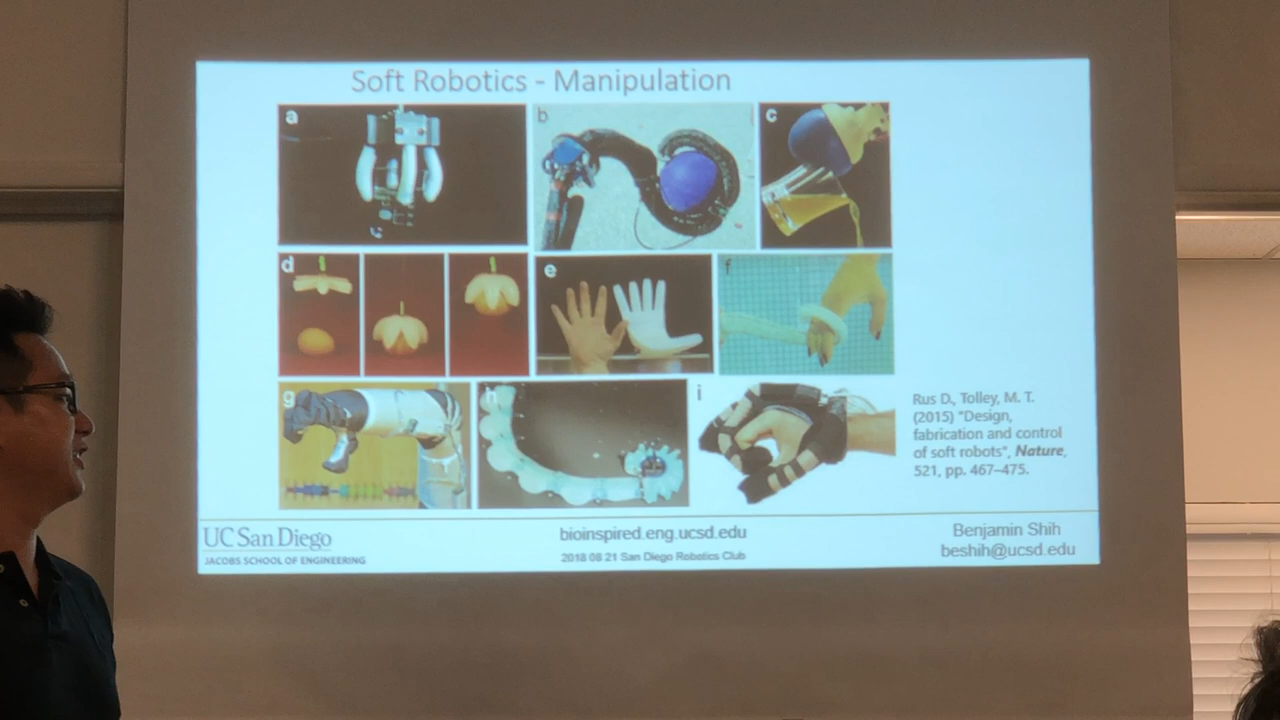 Soft Robotics - Manipulation
a
b
c
d
e
f
g
h
i
Rus D., Tolley, M. T.
(2015) "Design,
fabrication and control
of soft robots", Nature,
521, pp. 467–475.
UC San Diego
JACOBS SCHOOL OF ENGINEERING
bioinspired.eng.ucsd.edu
2018 08 21 San Diego Robotics Club
Benjamin Shih
beshih@ucsd.edu